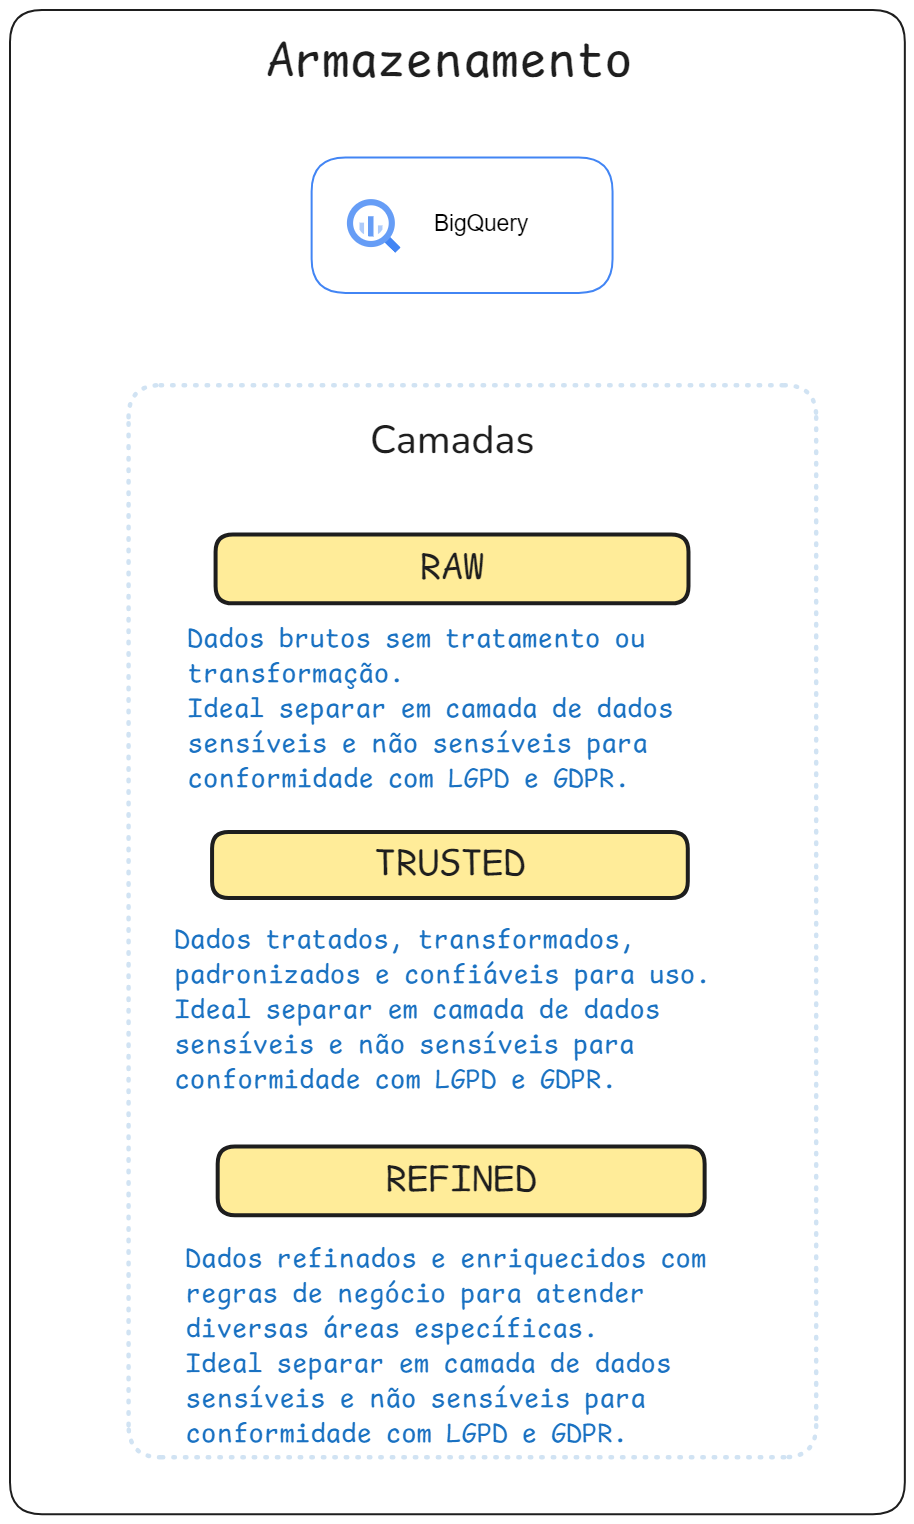 Armazenamento
BigQuery
Camadas
RAW
Dados brutos sem tratamento ou
transformação.
Ideal separar em camada de dados
sensíveis e não sensíveis para
conformidade com LGPD e GDPR.
TRUSTED
Dados tratados, transformados,
padronizados e confiáveis para uso.
Ideal separar em camada de dados
sensíveis e não sensíveis para
conformidade com LGPD e GDPR.
REFINED
Dados refinados e enriquecidos com
regras de negócio para atender
diversas áreas específicas.
Ideal separar em camada de dados
sensíveis e não sensíveis para
conformidade com LGPD e GDPR.